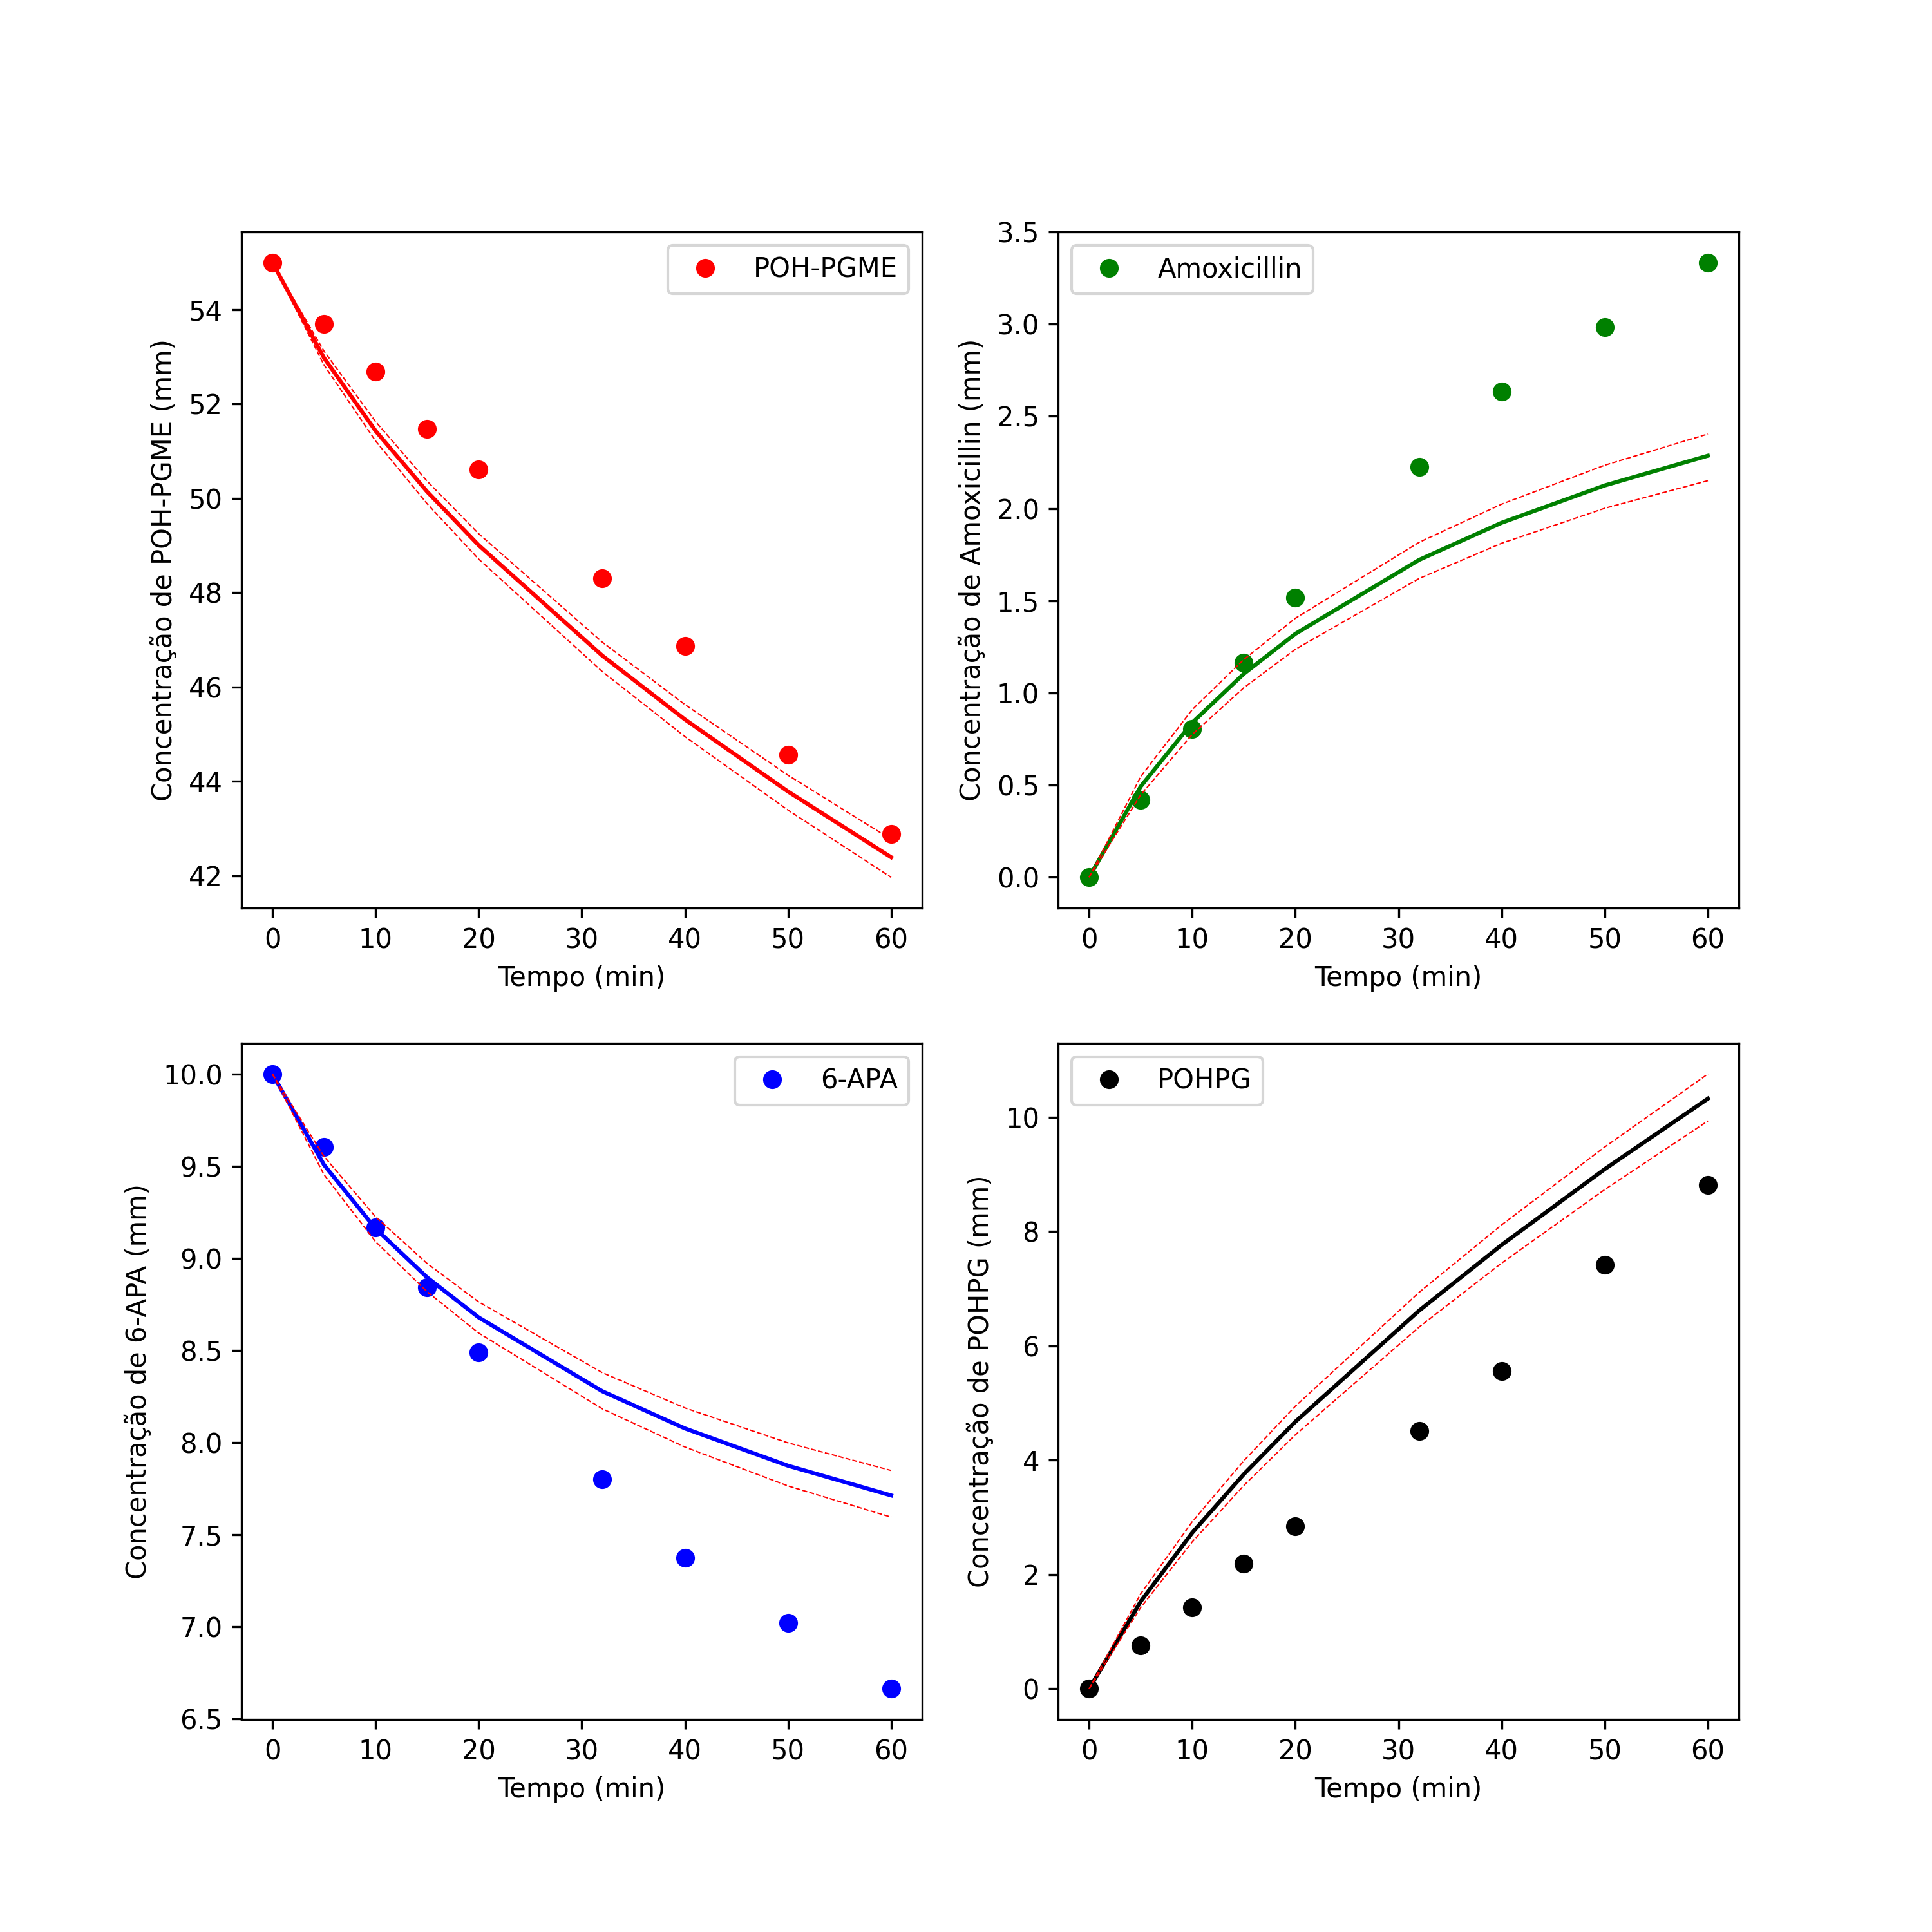 POH-PGME
Concentração de POH-PGME (mm)
54
52
50
48
46
44
42
0 10 20 30 40 50 60
Tempo (min)
Amoxicillin
Concentração de Amoxicillin (mm)
3.5
3.0
2.5
2.0
1.5
1.0
0.5
0.0
0 10 20 30 40 50 60
Tempo (min)
6-APA
Concentração de 6-APA (mm)
10.0
9.5
9.0
8.5
8.0
7.5
7.0
6.5
0 10 20 30 40 50 60
Tempo (min)
POHPG
Concentração de POHPG (mm)
10
8
6
4
2
0
0 10 20 30 40 50 60
Tempo (min)